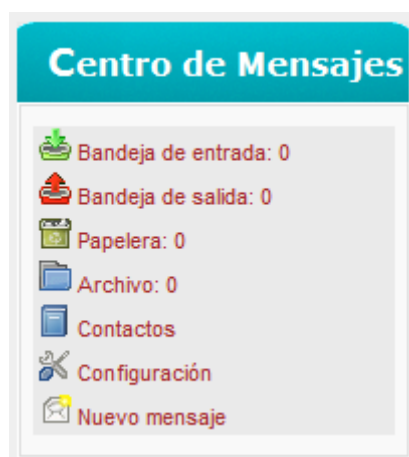 Centro de Mensajes
Bandeja de entrada: 0
Bandeja de salida: 0
Papelera: 0
Archivo: 0
Contactos
Configuración
Nuevo mensaje